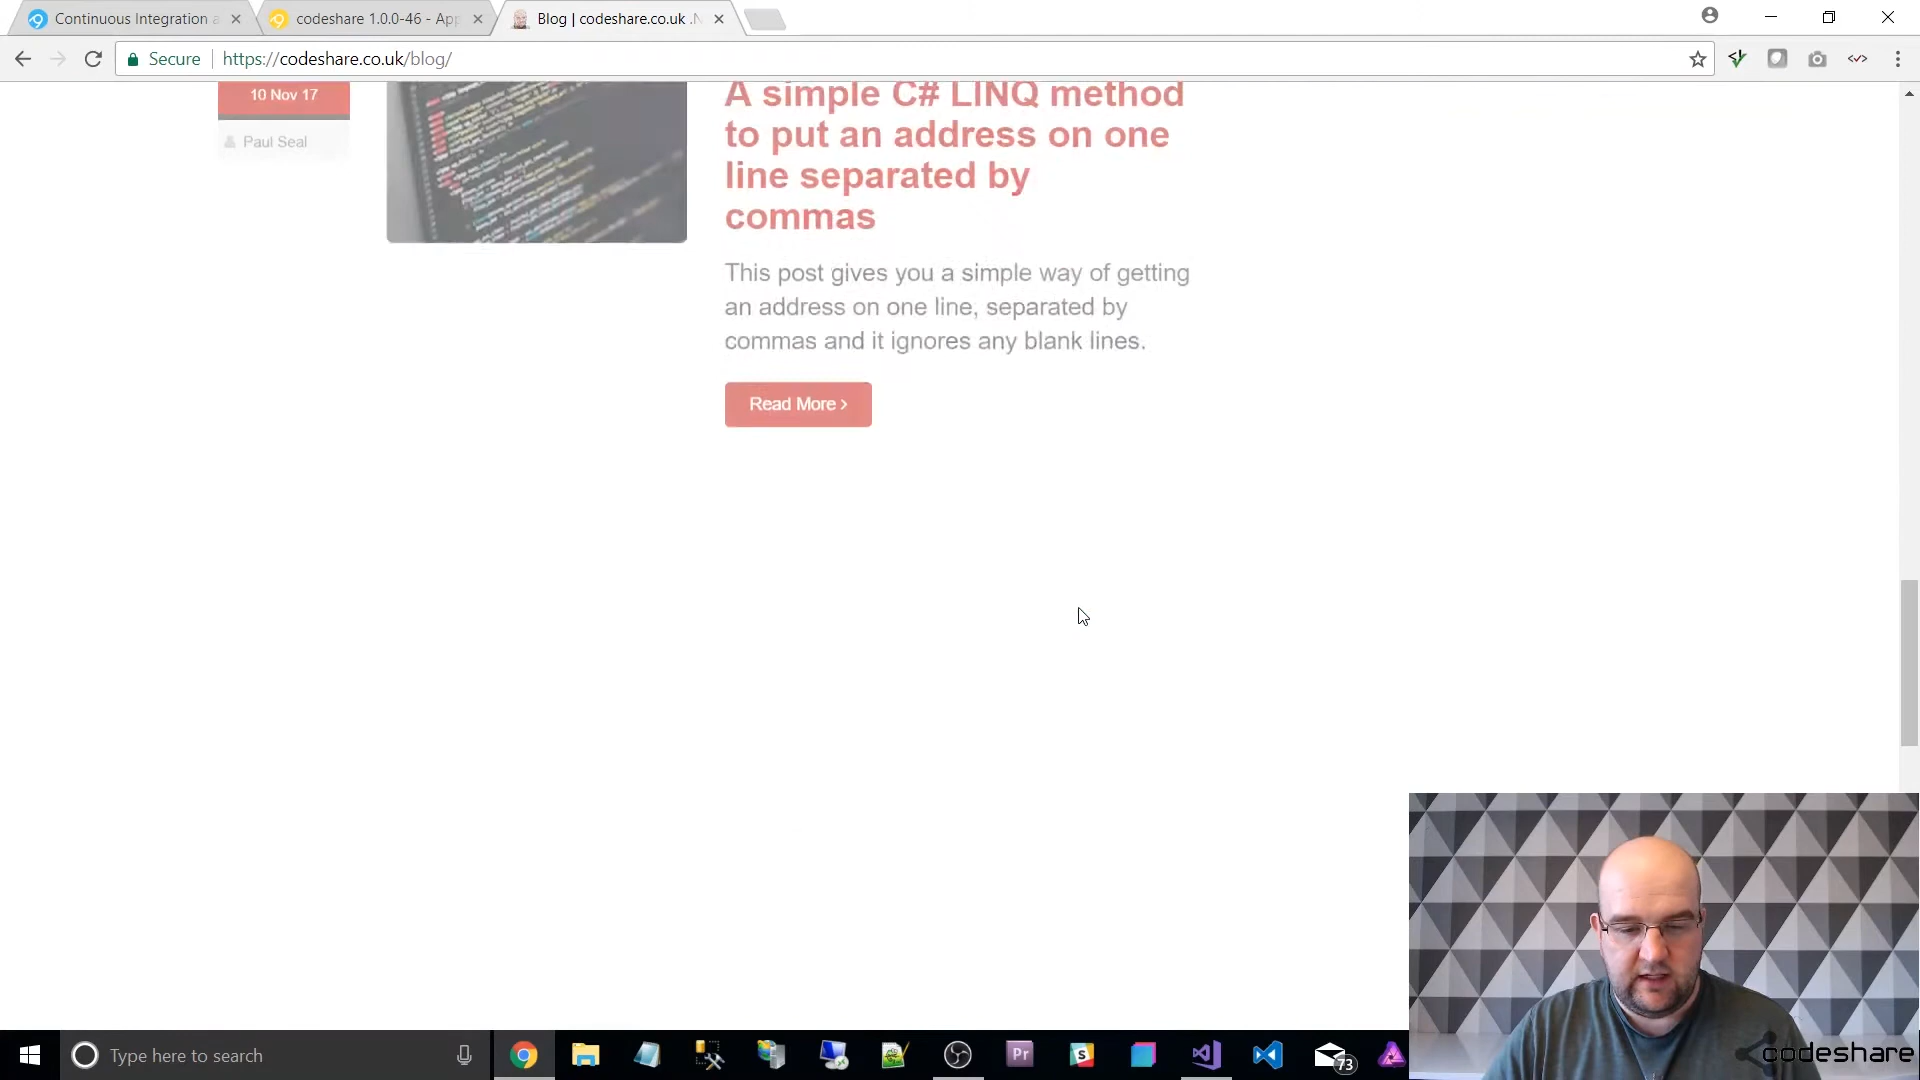 Continuous Integration a
codeshare 1.0.0-46 - App
Blog | codeshare.co.uk .N
Secure
https://codeshare.co.uk/blog/
10 Nov 17
Paul Seal
A simple C# LINQ method
to put an address on one
line separated by
commas
This post gives you a simple way of getting
an address on one line, separated by
commas and it ignores any blank lines.
Read More >
Type here to search
Pr
S
73
codeshare